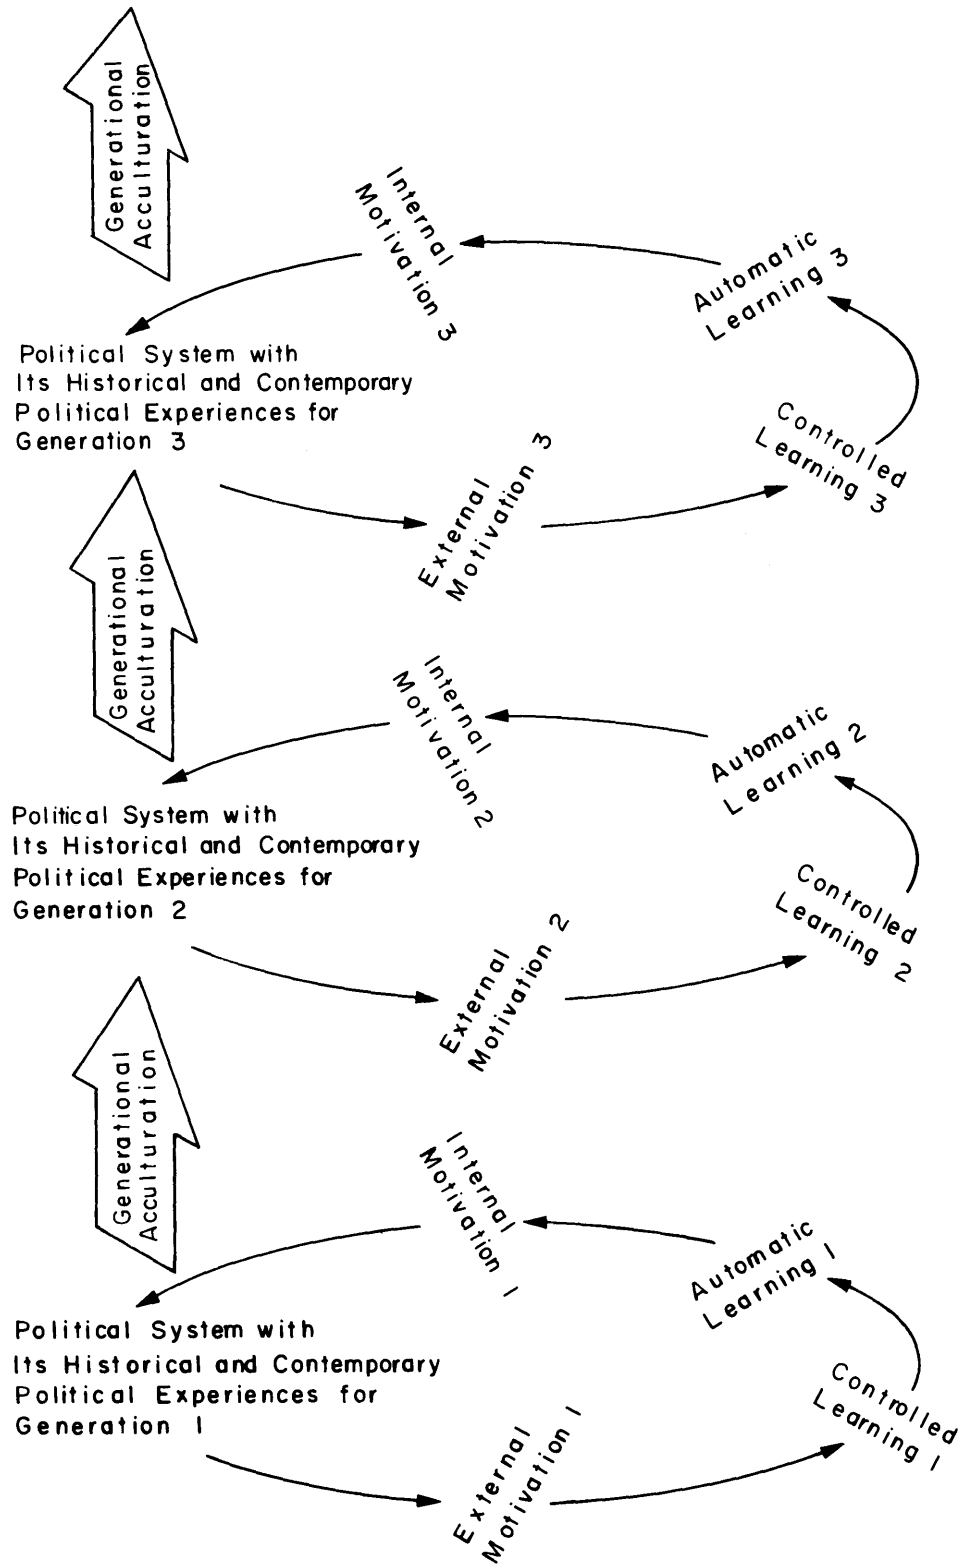 Generational
Acculturation
Internal
Motivation 3
Automatic
Learning 3
Political System with
Its Historical and Contemporary
Political Experiences for
Generation 3
Controlled
Learning 3
External
Motivation 3
Generational
Acculturation
Internal
Motivation 2
Automatic
Learning 2
Political System with
Its Historical and Contemporary
Political Experiences for
Generation 2
Controlled
Learning 2
External
Motivation 2
Generational
Acculturation
Internal
Motivation 1
Automatic
Learning 1
Political System with
Its Historical and Contemporary
Political Experiences for
Generation 1
Controlled
Learning 1
External
Motivation 1